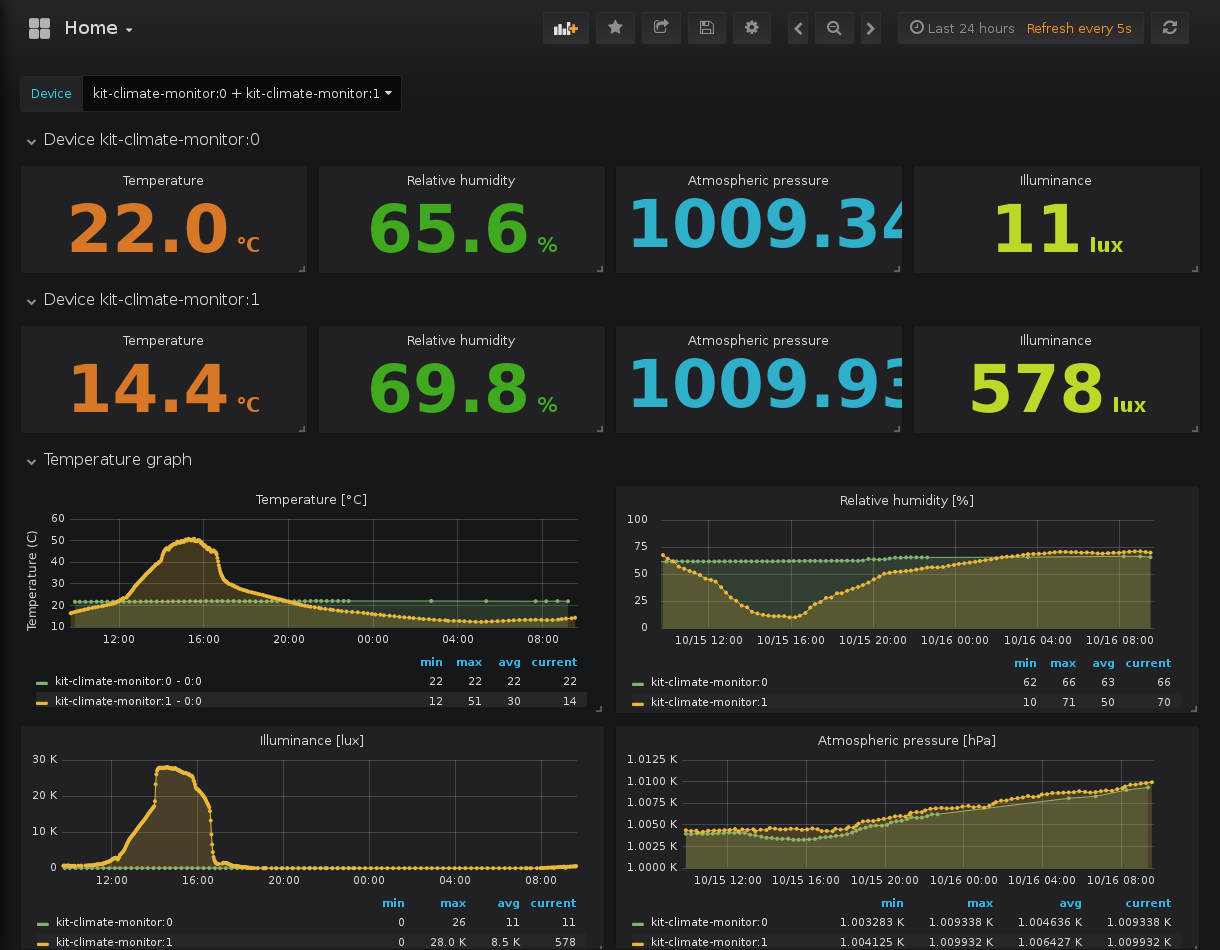 Home
Last 24 hours Refresh every 5s
Device kit-climate-monitor:0 + kit-climate-monitor:1
Device kit-climate-monitor:0
Temperature Relative humidity Atmospheric pressure Illuminance
22.0 °C 65.6 % 1009.34 11 lux
Device kit-climate-monitor:1
Temperature Relative humidity Atmospheric pressure Illuminance
14.4 °C 69.8 % 1009.93 578 lux
Temperature graph
Temperature [°C]
Temperature (C)
60
50
40
30
20
10
12:00 16:00 20:00 00:00 04:00 08:00
min max avg current
kit-climate-monitor:0 - 0:0 22 22 22 22
kit-climate-monitor:1 - 0:0 12 51 30 14
Relative humidity [%]
100
75
50
25
0
10/15 12:00 10/15 16:00 10/15 20:00 10/16 00:00 10/16 04:00 10/16 08:00
min max avg current
kit-climate-monitor:0 62 66 63 66
kit-climate-monitor:1 10 71 50 70
Illuminance [lux]
30 K
20 K
10 K
0
12:00 16:00 20:00 00:00 04:00 08:00
min max avg current
kit-climate-monitor:0 0 26 11 11
kit-climate-monitor:1 0 28.0 K 8.5 K 578
Atmospheric pressure [hPa]
1.0125 K
1.0100 K
1.0075 K
1.0050 K
1.0025 K
1.0000 K
10/15 12:00 10/15 16:00 10/15 20:00 10/16 00:00 10/16 04:00 10/16 08:00
min max avg current
kit-climate-monitor:0 1.003283 K 1.009338 K 1.004636 K 1.009338 K
kit-climate-monitor:1 1.004125 K 1.009932 K 1.006427 K 1.009932 K